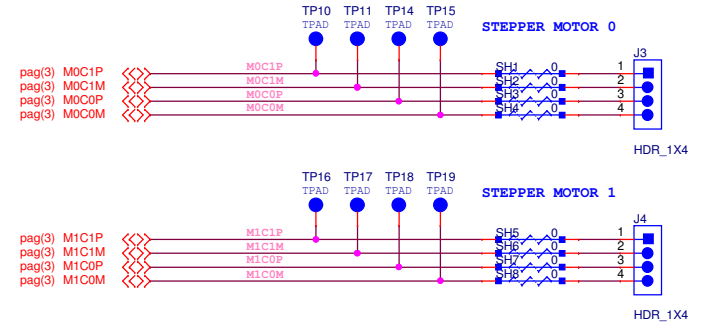 TP10 TP11 TP14 TP15
TPAD TPAD TPAD TPAD
STEPPER MOTOR 0
J3
pag(3) M0C1P M0C1P SH1 0 1
pag(3) M0C1M M0C1M SH2 0 2
pag(3) M0C0P M0C0P SH3 0 3
pag(3) M0C0M M0C0M SH4 0 4
HDR_1X4
TP16 TP17 TP18 TP19
TPAD TPAD TPAD TPAD
STEPPER MOTOR 1
J4
pag(3) M1C1P M1C1P SH5 0 1
pag(3) M1C1M M1C1M SH6 0 2
pag(3) M1C0P M1C0P SH7 0 3
pag(3) M1C0M M1C0M SH8 0 4
HDR_1X4